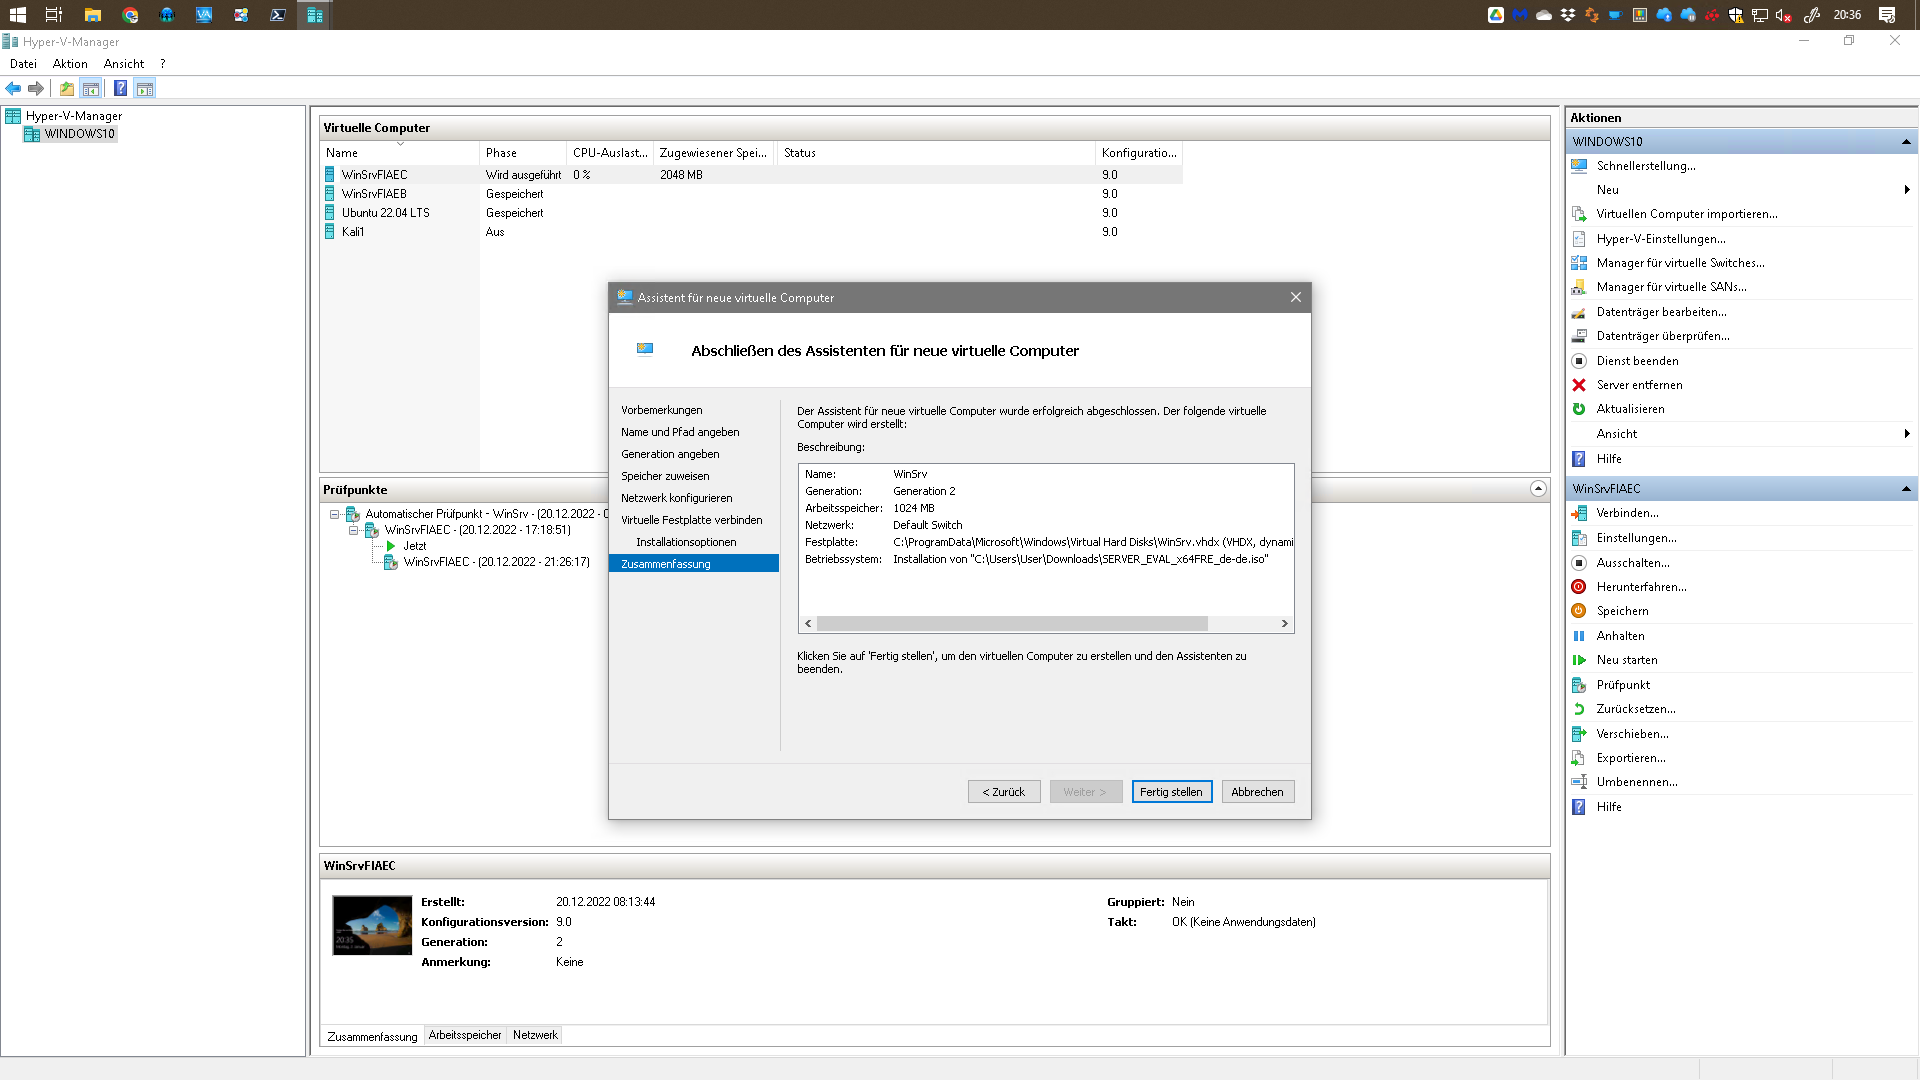 20:36
Hyper-V-Manager
Datei Aktion Ansicht ?
Hyper-V-Manager
WINDOWS10
Virtuelle Computer
Name Phase CPU-Auslast... Zugewiesener Spei... Status Konfiguratio...
WinSrvFIAEC Wird ausgeführt 0 % 2048 MB 9.0
WinSrvFIAEB Gespeichert 9.0
Ubuntu 22.04 LTS Gespeichert 9.0
Kali1 Aus 9.0
Prüfpunkte
Automatischer Prüfpunkt - WinSrv - (20.12.2022 - 0
WinSrvFIAEC - (20.12.2022 - 17:18:51)
Jetzt
WinSrvFIAEC - (20.12.2022 - 21:26:17)
Assistent für neue virtuelle Computer
Abschließen des Assistenten für neue virtuelle Computer
Vorbemerkungen
Name und Pfad angeben
Generation angeben
Speicher zuweisen
Netzwerk konfigurieren
Virtuelle Festplatte verbinden
Installationsoptionen
Zusammenfassung
Der Assistent für neue virtuelle Computer wurde erfolgreich abgeschlossen. Der folgende virtuelle
Computer wird erstellt:
Beschreibung:
Name: WinSrv
Generation: Generation 2
Arbeitsspeicher: 1024 MB
Netzwerk: Default Switch
Festplatte: C:\ProgramData\Microsoft\Windows\Virtual Hard Disks\WinSrv.vhdx (VHDX, dynami
Betriebssystem: Installation von "C:\Users\User\Downloads\SERVER_EVAL_x64FRE_de-de.iso"
Klicken Sie auf 'Fertig stellen', um den virtuellen Computer zu erstellen und den Assistenten zu
beenden.
< Zurück Weiter > Fertig stellen Abbrechen
WinSrvFIAEC
Erstellt: 20.12.2022 08:13:44 Gruppiert: Nein
Konfigurationsversion: 9.0 Takt: OK (Keine Anwendungsdaten)
Generation: 2
Anmerkung: Keine
20:35
Zusammenfassung Arbeitsspeicher Netzwerk
Aktionen
WINDOWS10
Schnellerstellung...
Neu
Virtuellen Computer importieren...
Hyper-V-Einstellungen...
Manager für virtuelle Switches...
Manager für virtuelle SANs...
Datenträger bearbeiten...
Datenträger überprüfen...
Dienst beenden
Server entfernen
Aktualisieren
Ansicht
Hilfe
WinSrvFIAEC
Verbinden...
Einstellungen...
Ausschalten...
Herunterfahren...
Speichern
Anhalten
Neu starten
Prüfpunkt
Zurücksetzen...
Verschieben...
Exportieren...
Umbenennen...
Hilfe